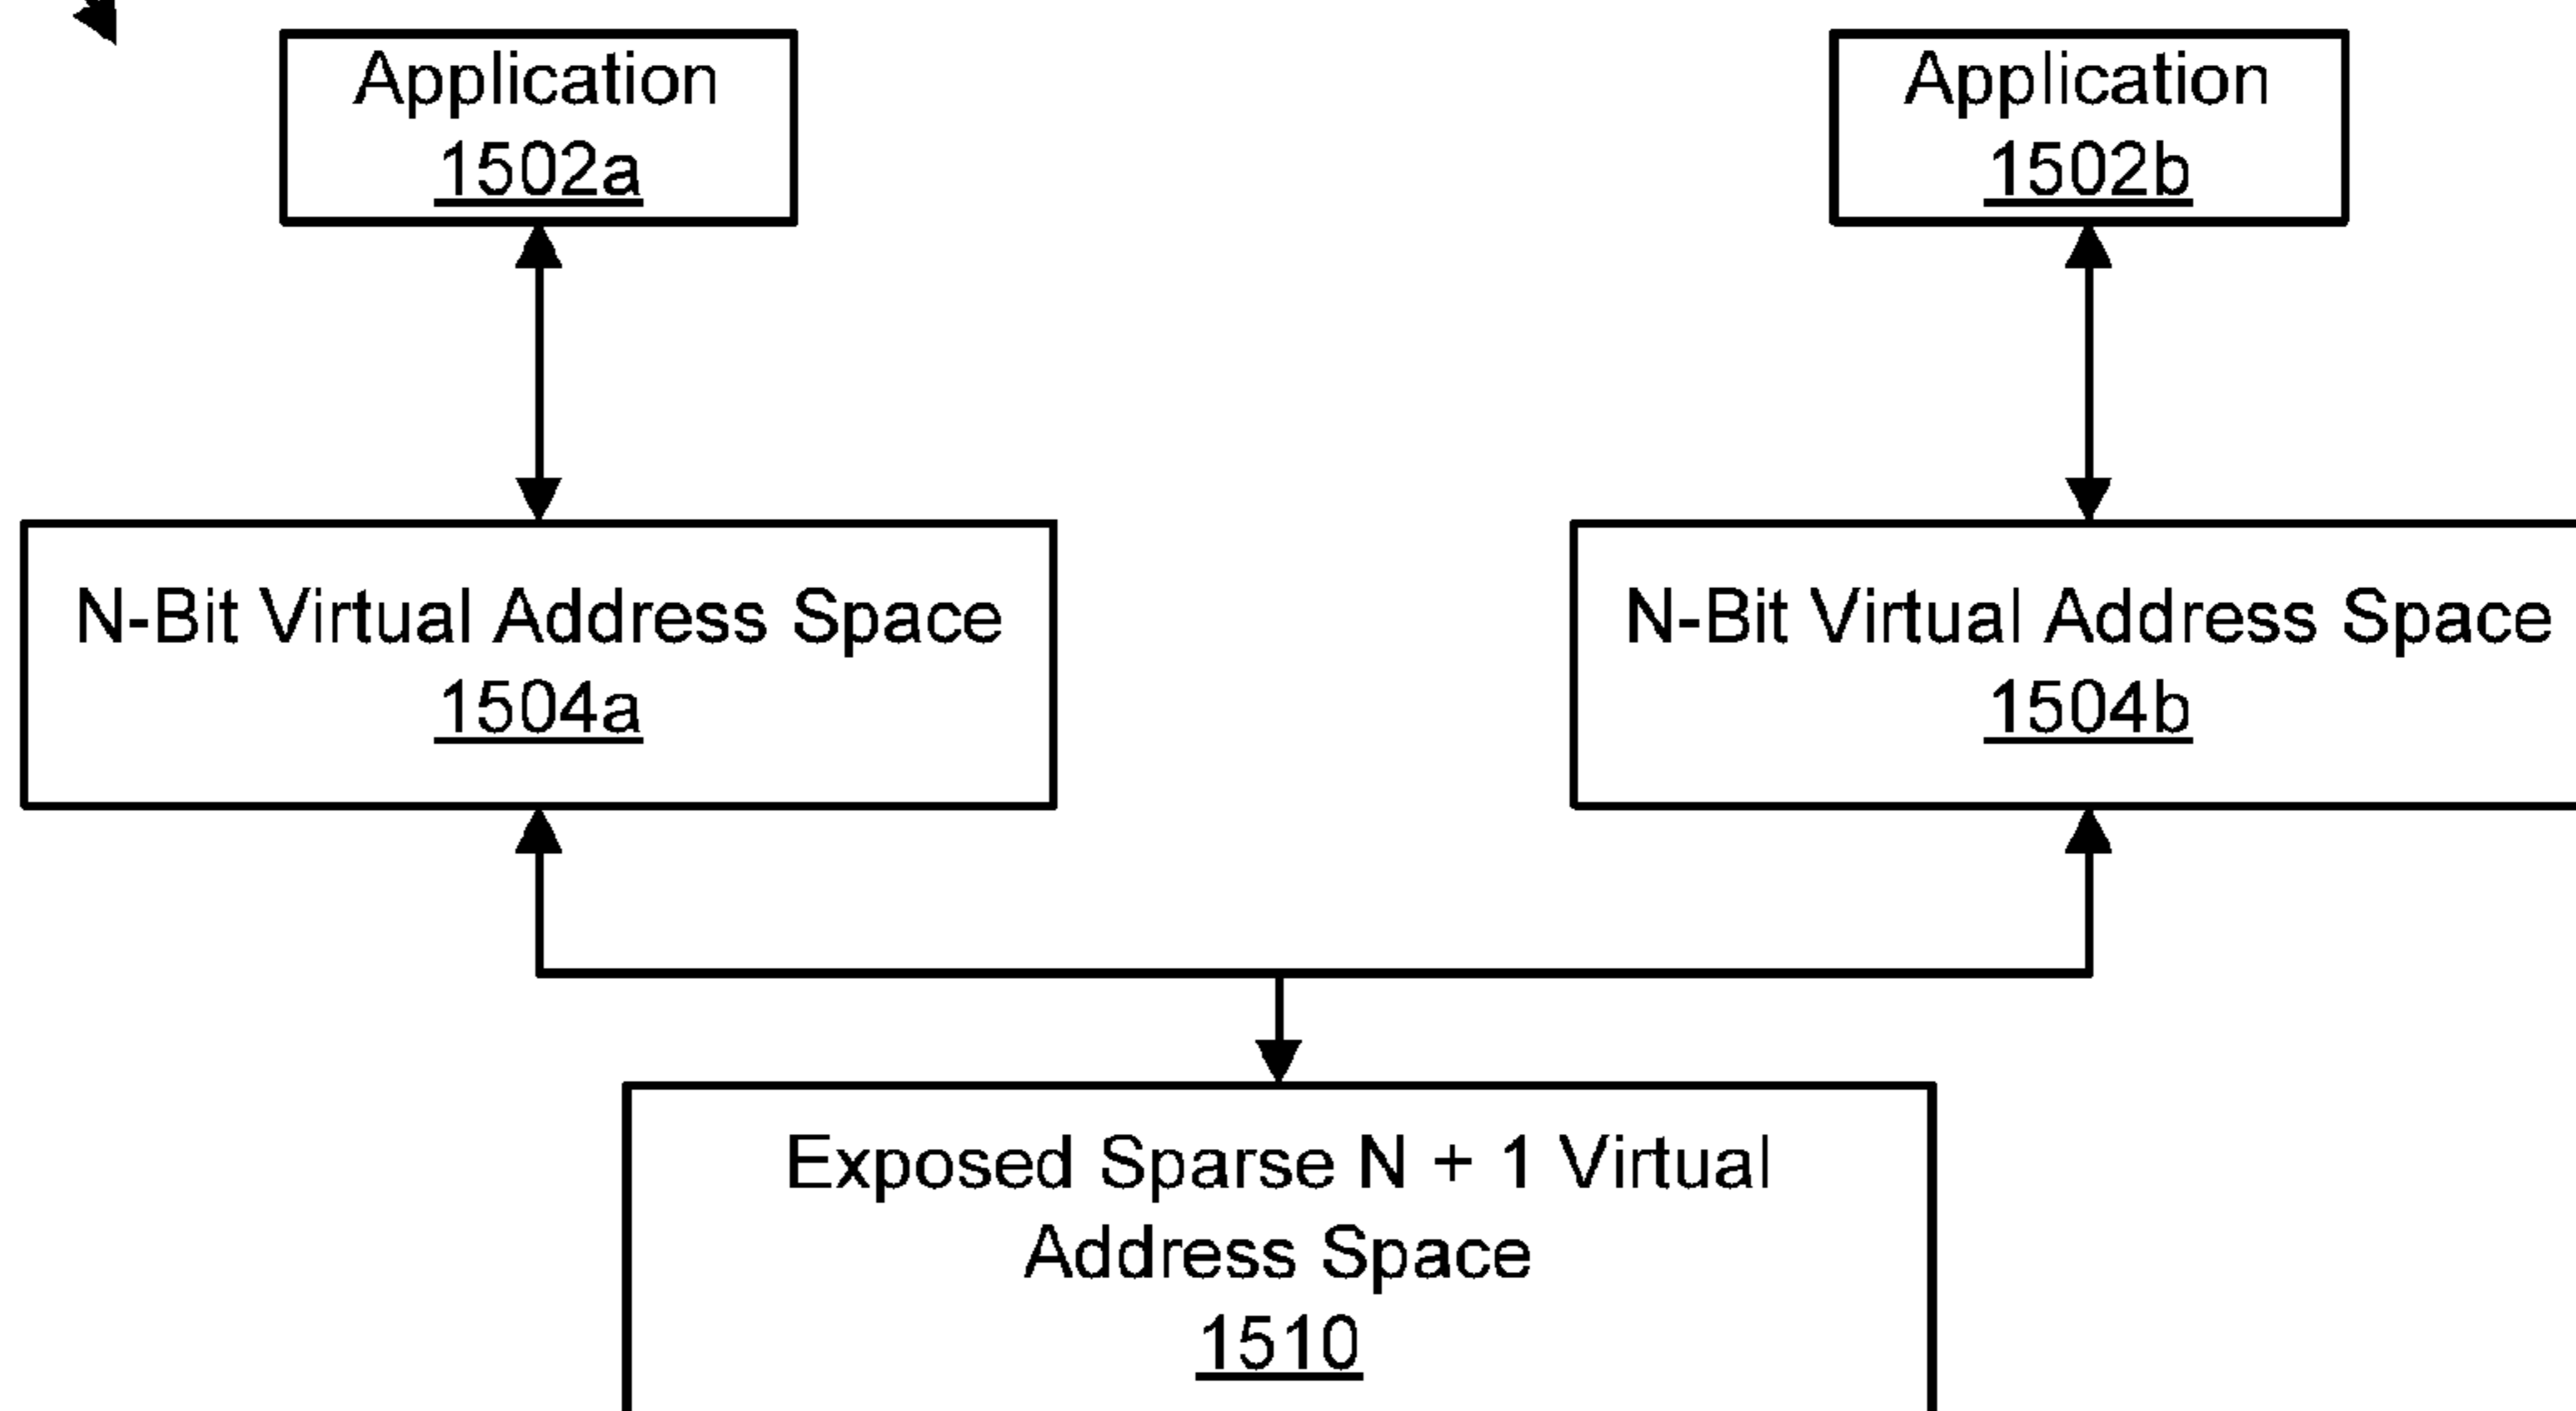 Application
1502a
Application
1502b
N-Bit Virtual Address Space
1504a
N-Bit Virtual Address Space
1504b
Exposed Sparse N + 1 Virtual
Address Space
1510